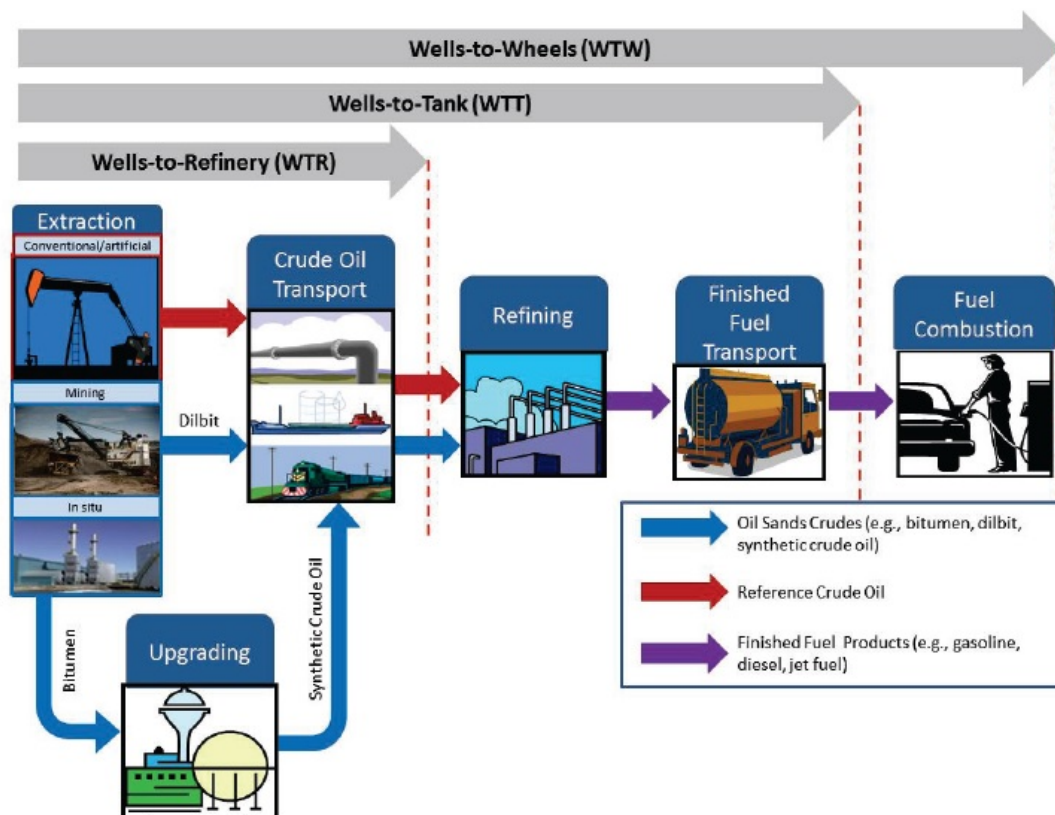 Wells-to-Wheels (WTW)
Wells-to-Tank (WTT)
Wells-to-Refinery (WTR)
Extraction
Conventional/artificial
Mining
In situ
Dilbit
Crude Oil
Transport
Refining
Finished
Fuel
Transport
Fuel
Combustion
Bitumen
Upgrading
Synthetic Crude Oil
Oil Sands Crudes (e.g., bitumen, dilbit,
synthetic crude oil)
Reference Crude Oil
Finished Fuel Products (e.g., gasoline,
diesel, jet fuel)